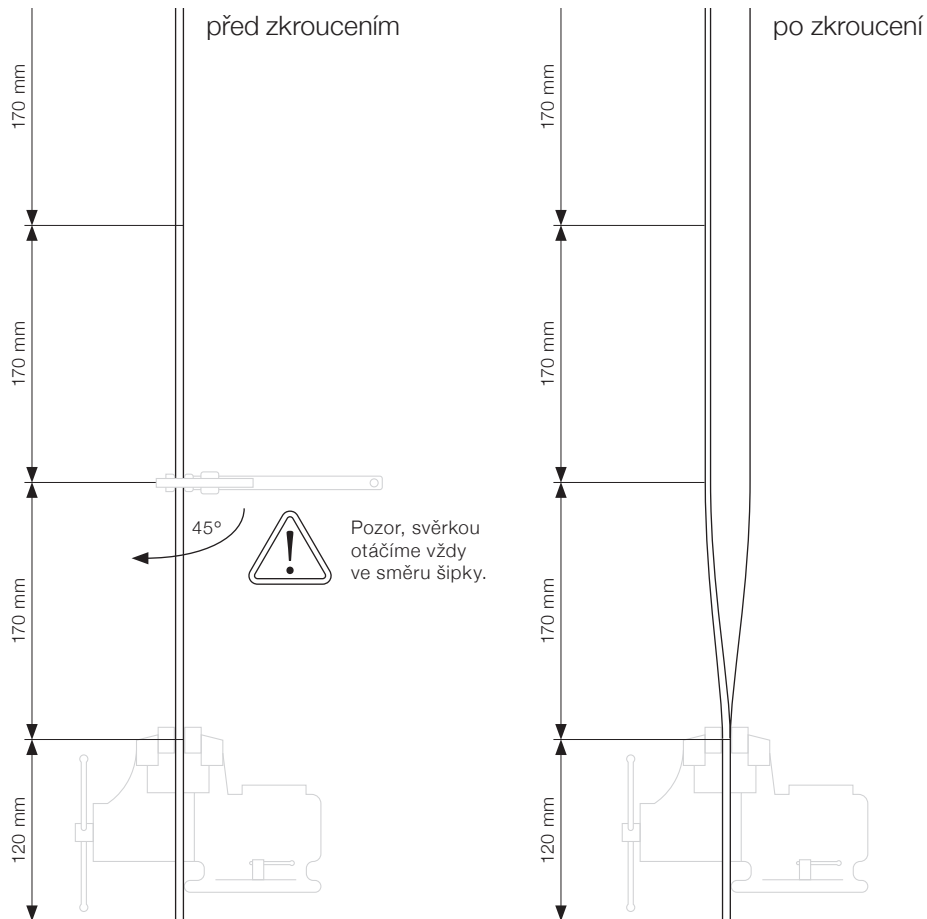 před zkroucením
po zkroucení
170 mm
170 mm
170 mm
120 mm
45º
Pozor, svěrkou
otáčíme vždy
ve směru šipky.
170 mm
170 mm
170 mm
120 mm